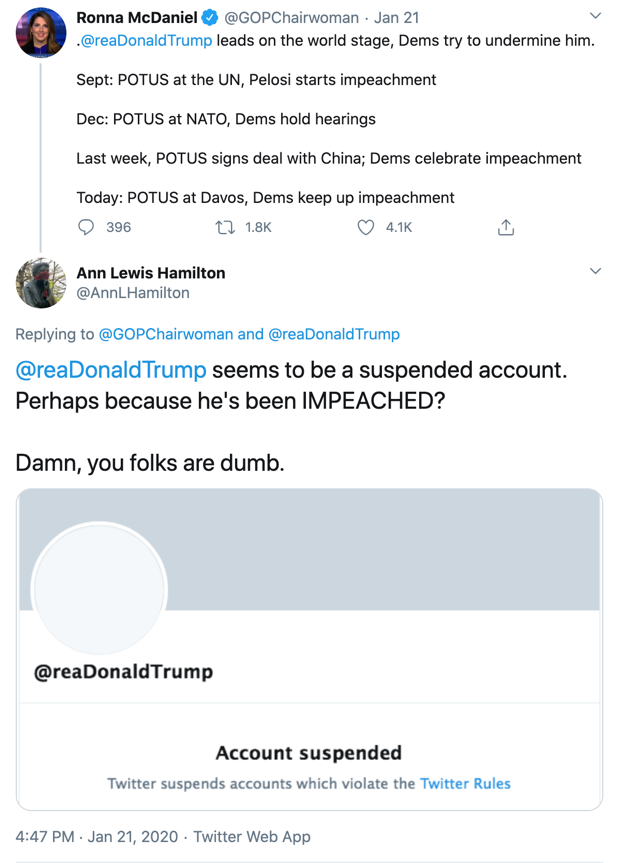 Ronna McDaniel @GOPChairwoman · Jan 21
.@reaDonaldTrump leads on the world stage, Dems try to undermine him.
Sept: POTUS at the UN, Pelosi starts impeachment
Dec: POTUS at NATO, Dems hold hearings
Last week, POTUS signs deal with China; Dems celebrate impeachment
Today: POTUS at Davos, Dems keep up impeachment
396 1.8K 4.1K
Ann Lewis Hamilton
@AnnLHamilton
Replying to @GOPChairwoman and @reaDonaldTrump
@reaDonaldTrump seems to be a suspended account.
Perhaps because he's been IMPEACHED?
Damn, you folks are dumb.
@reaDonaldTrump
Account suspended
Twitter suspends accounts which violate the Twitter Rules
4:47 PM · Jan 21, 2020 · Twitter Web App